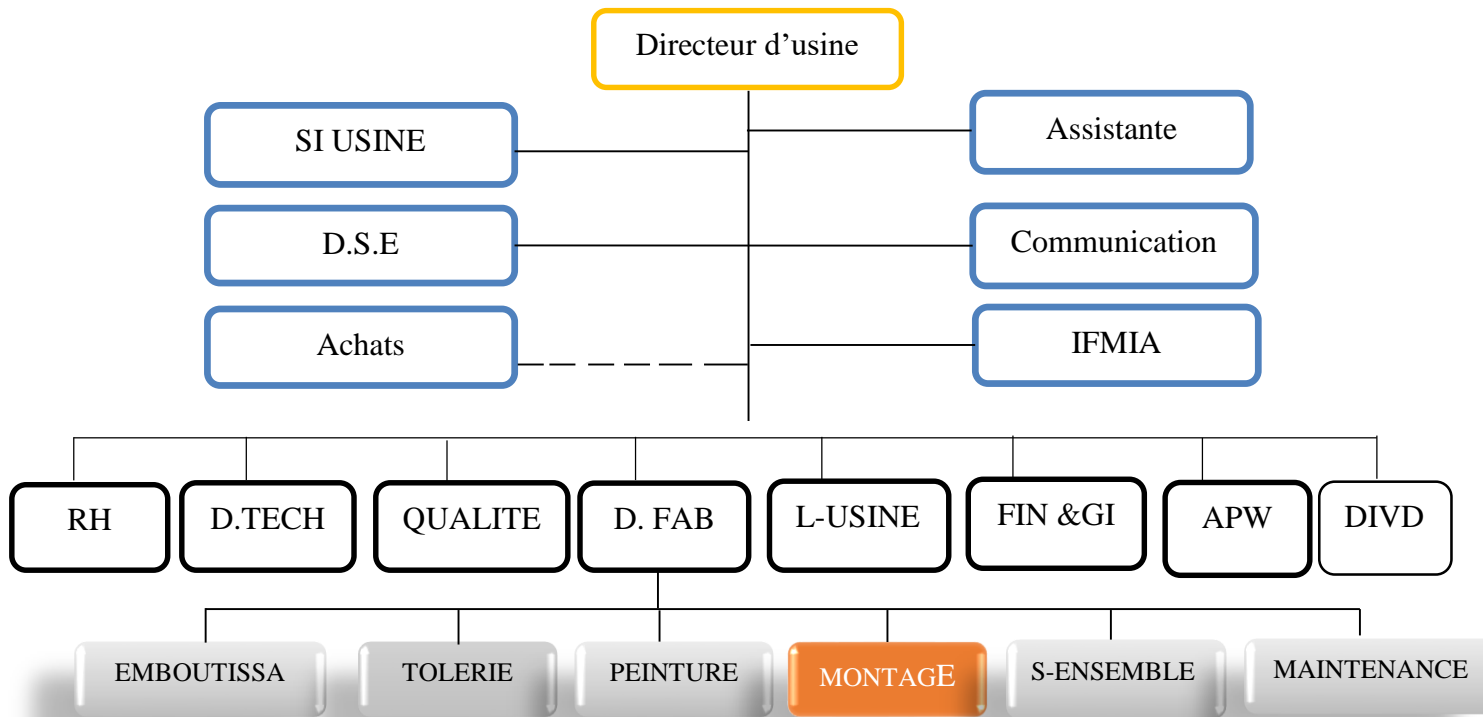 Directeur d’usine
SI USINE
Assistante
D.S.E
Communication
Achats
IFMIA
RH
D.TECH
QUALITE
D. FAB
L-USINE
FIN &GI
APW
DIVD
EMBOUTISSA
TOLERIE
PEINTURE
MONTAGE
S-ENSEMBLE
MAINTENANCE